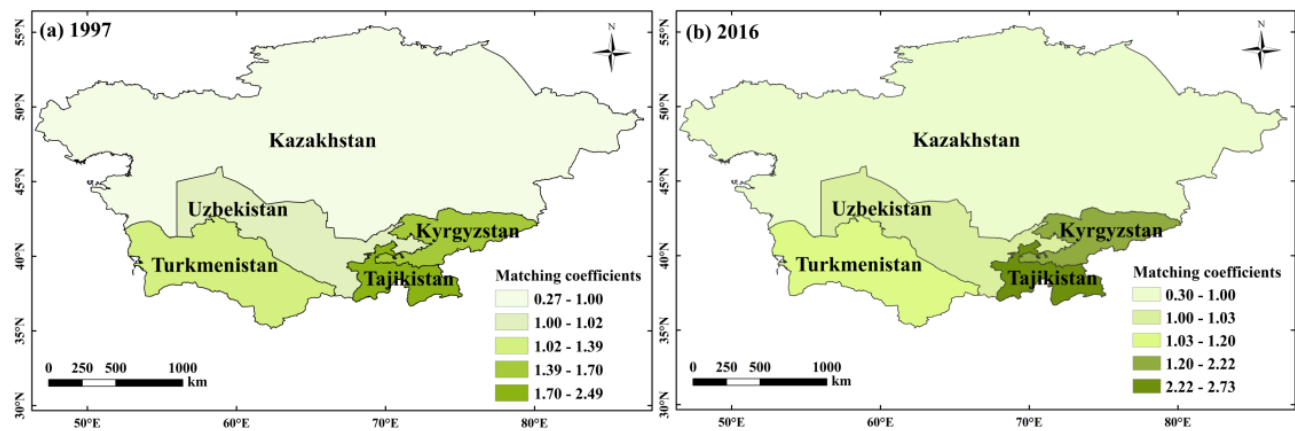 (a) 1997
N
55°N
50°N
45°N
40°N
35°N
30°N
Kazakhstan
Uzbekistan
Kyrgyzstan
Turkmenistan
Tajikistan
Matching coefficients
0.27 - 1.00
1.00 - 1.02
1.02 - 1.39
1.39 - 1.70
1.70 - 2.49
0 250 500 1000
km
50°E 60°E 70°E 80°E
(b) 2016
N
55°N
50°N
45°N
40°N
35°N
30°N
Kazakhstan
Uzbekistan
Kyrgyzstan
Turkmenistan
Tajikistan
Matching coefficients
0.30 - 1.00
1.00 - 1.03
1.03 - 1.20
1.20 - 2.22
2.22 - 2.73
0 250 500 1000
km
50°E 60°E 70°E 80°E